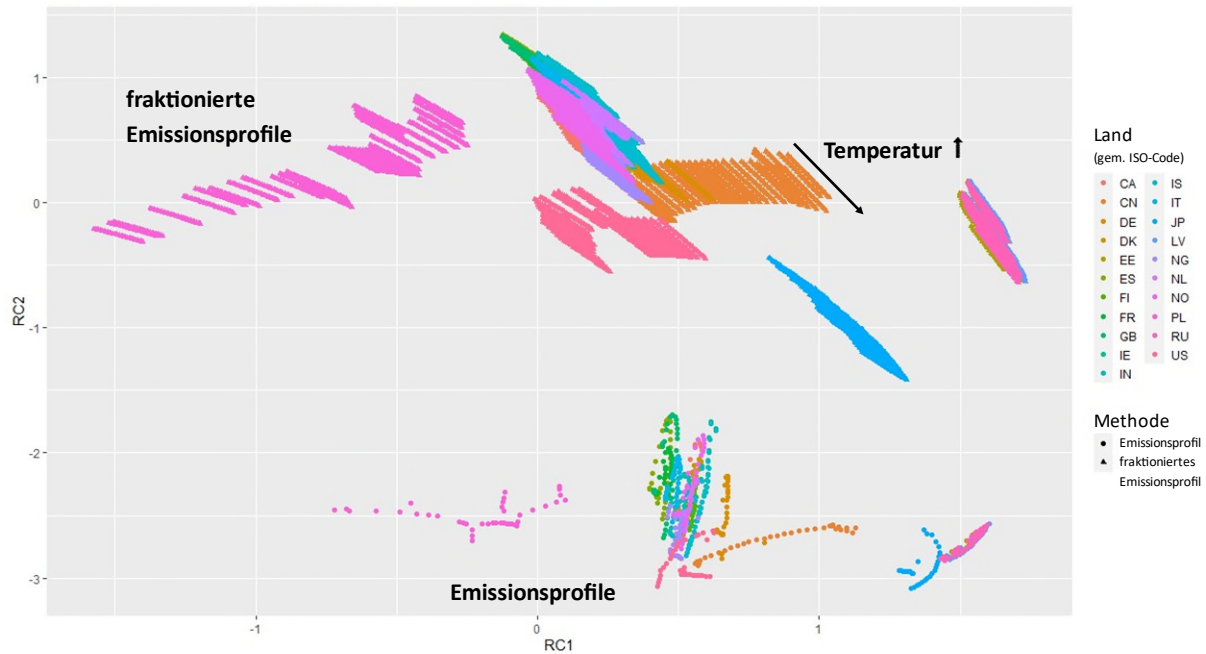 fraktionierte
Emissionsprofile
Temperatur ↑
Emissionsprofile
1
0
-1
-2
-3
RC2
-1
0
1
RC1
Land
(gem. ISO-Code)
CA IS
CN IT
DE JP
DK LV
EE NG
ES NL
FI NO
FR PL
GB RU
IE US
IN
Methode
Emissionsprofil
fraktioniertes
Emissionsprofil